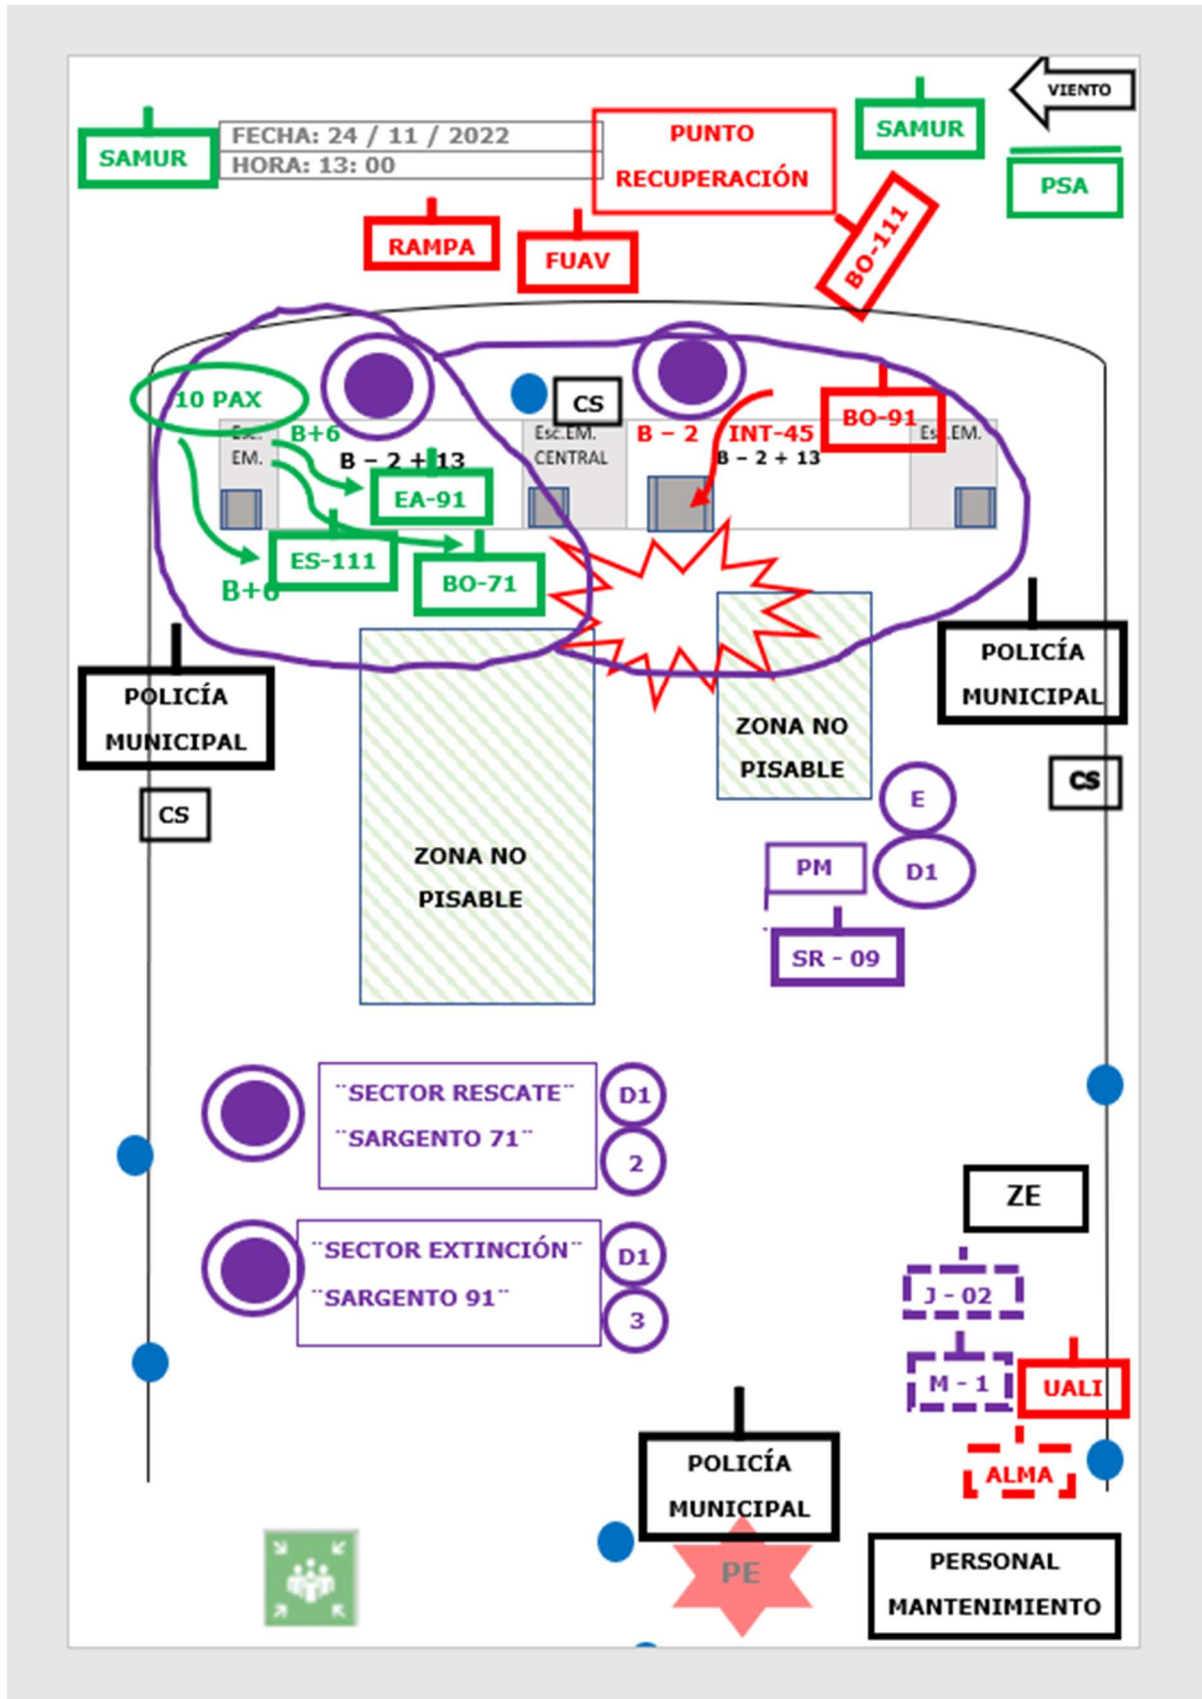 VIENTO
SAMUR
FECHA: 24 / 11 / 2022
HORA: 13: 00
PUNTO
RECUPERACIÓN
SAMUR
PSA
RAMPA
FUAV
BO-111
10 PAX
CS
BO-91
Esc.
EM.
B+6
B – 2 + 13
Esc.EM.
CENTRAL
B – 2
INT-45
B – 2 + 13
Es .EM.
EA-91
ES-111
BO-71
B+6
POLICÍA
MUNICIPAL
POLICÍA
MUNICIPAL
ZONA NO
PISABLE
CS
CS
E
ZONA NO
PISABLE
PM
D1
SR - 09
¨SECTOR RESCATE¨
¨SARGENTO 71¨
D1
2
ZE
¨SECTOR EXTINCIÓN¨
¨SARGENTO 91¨
D1
3
J - 02
M - 1
UALI
ALMA
POLICÍA
MUNICIPAL
PE
PERSONAL
MANTENIMIENTO